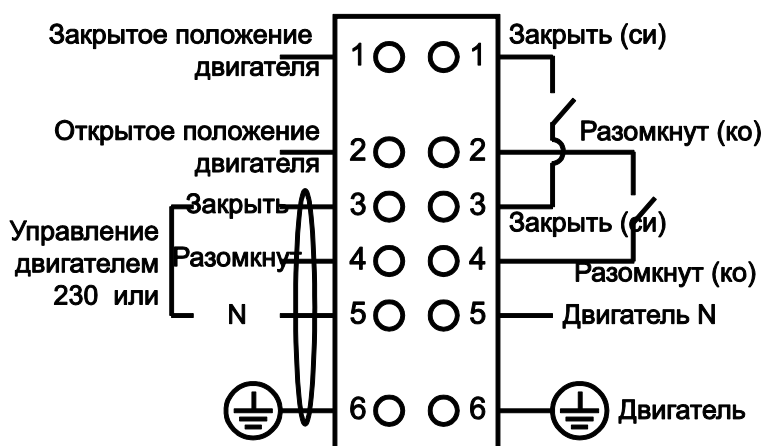 Закрытое положение
двигателя
1 1
Закрыть (си)
Открытое положение
двигателя
2 2
Разомкнут (ко)
Закрыть
3 3
Закрыть (си)
Управление
двигателем
230 или
Разомкнут
4 4
Разомкнут (ко)
N
5 5
Двигатель N
6 6
Двигатель